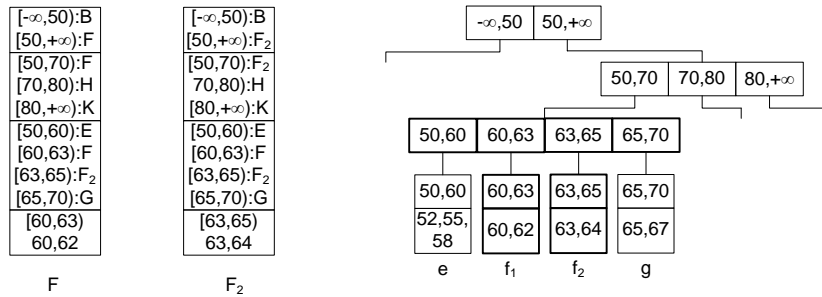 [-∞,50):B
[50,+∞):F
[50,70):F
[70,80):H
[80,+∞):K
[50,60):E
[60,63):F
[63,65):F₂
[65,70):G
[60,63)
60,62
F
[-∞,50):B
[50,+∞):F₂
[50,70):F₂
70,80):H
[80,+∞):K
[50,60):E
[60,63):F
[63,65):F₂
[65,70):G
[63,65)
63,64
F₂
-∞,50 50,+∞
50,70 70,80 80,+∞
50,60 60,63 63,65 65,70
50,60 60,63 63,65 65,70
52,55,
58
60,62 63,64 65,67
e f₁ f₂ g